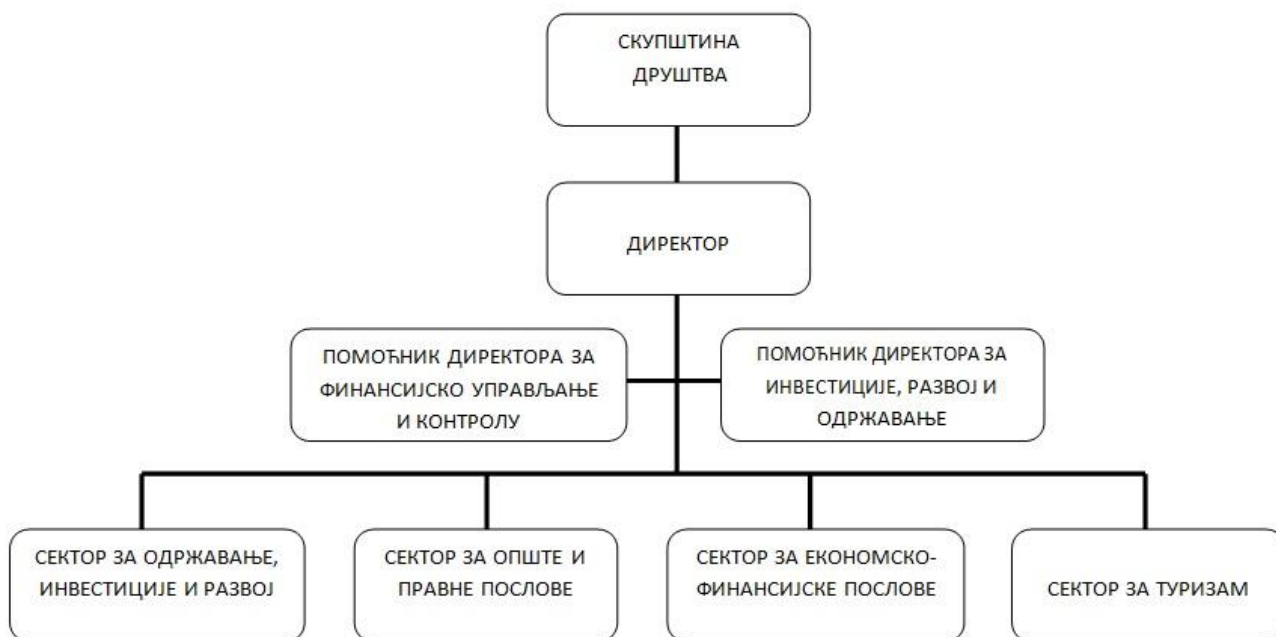 СКУПШТИНА
ДРУШТВА
ДИРЕКТОР
ПОМОЋНИК ДИРЕКТОРА ЗА
ФИНАНСИЈСКО УПРАВЉАЊЕ
И КОНТРОЛУ
ПОМОЋНИК ДИРЕКТОРА ЗА
ИНВЕСТИЦИЈЕ, РАЗВОЈ И
ОДРЖАВАЊЕ
СЕКТОР ЗА ОДРЖАВАЊЕ,
ИНВЕСТИЦИЈЕ И РАЗВОЈ
СЕКТОР ЗА ОПШТЕ И
ПРАВНЕ ПОСЛОВЕ
СЕКТОР ЗА ЕКОНОМСКО-
ФИНАНСИЈСКЕ ПОСЛОВЕ
СЕКТОР ЗА ТУРИЗАМ